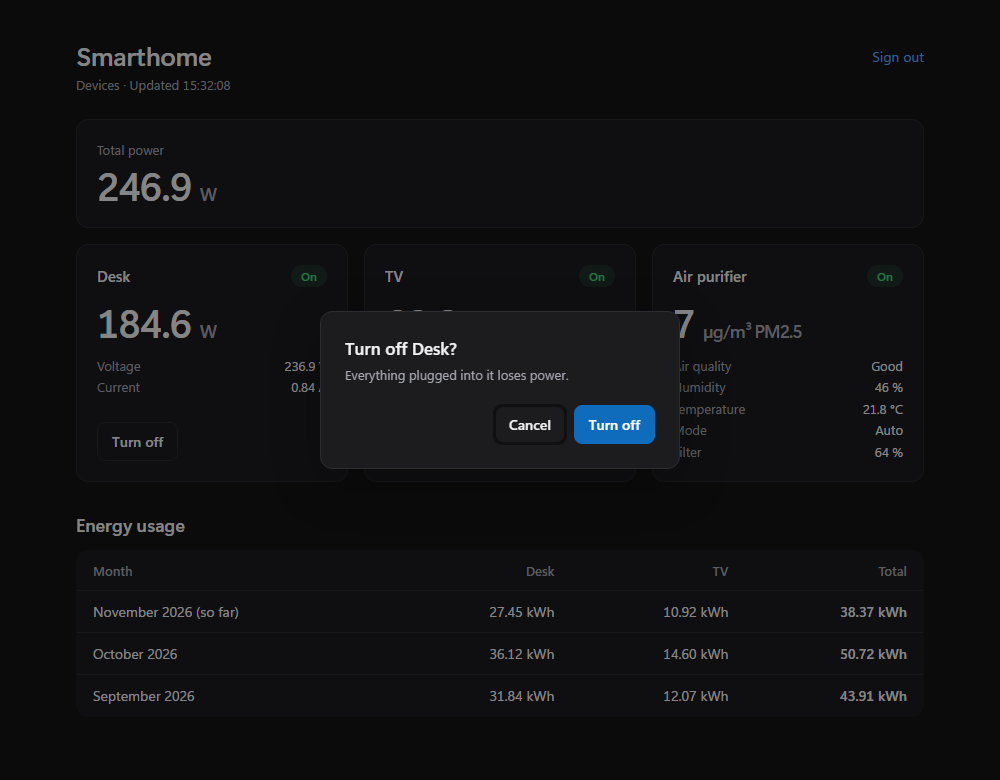 Smarthome
Sign out
Devices · Updated 15:32:08
Total power
246.9 W
Desk
On
184.6 W
Voltage
236.9
Current
0.84
Turn off
TV
On
Air purifier
On
7 µg/m³ PM2.5
Good
46 %
21.8 °C
Auto
64 %
Turn off Desk?
Everything plugged into it loses power.
Cancel
Turn off
Energy usage
Month Desk TV Total
November 2026 (so far) 27.45 kWh 10.92 kWh 38.37 kWh
October 2026 36.12 kWh 14.60 kWh 50.72 kWh
September 2026 31.84 kWh 12.07 kWh 43.91 kWh